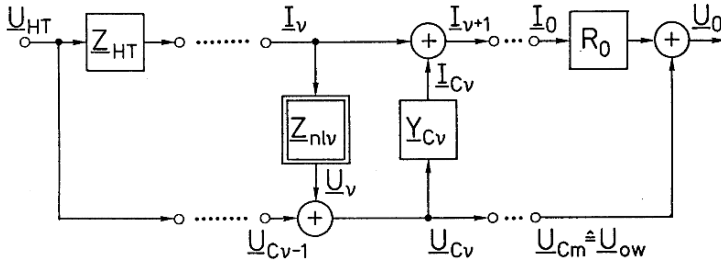 U_HT Z_HT I_ν I_ν+1 I_0 R_0 U_0
I_Cν
Z_nlν Y_Cν
U_ν
U_Cν-1 U_Cν U_Cm ≙ U_ow